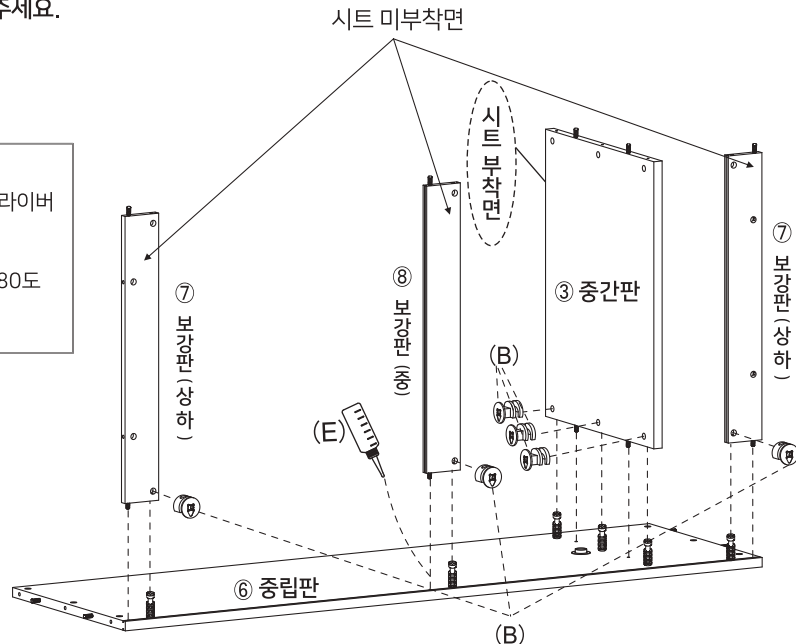 주세요.
시트 미부착면
시트 부착면
라이버
80도
⑦ 보강판(상하)
⑧ 보강판(중)
③ 중간판
⑦ 보강판(상하)
(B)
(E)
⑥ 중립판
(B)